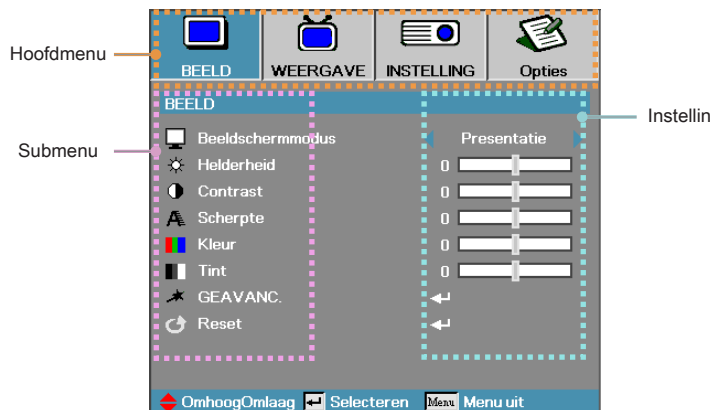 Hoofdmenu
BEELD WEERGAVE INSTELLING Opties
BEELD
Instellin
Submenu
Beeldschermmodus Presentatie
Helderheid 0
Contrast 0
Scherpte 0
Kleur 0
Tint 0
GEAVANC.
Reset
OmhoogOmlaag Selecteren Menu Menu uit